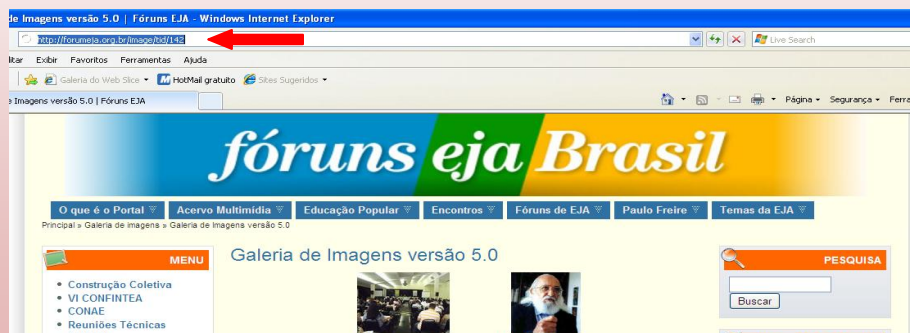 de Imagens versão 5.0 | Fóruns EJA - Windows Internet Explorer
http://forumeja.org.br/image/tid/142
Live Search
Exibir Favoritos Ferramentas Ajuda
Galeria do Web Slice HotMail gratuito Sites Sugeridos
Imagens versão 5.0 | Fóruns EJA
Página Segurança
fóruns eja Brasil
O que é o Portal Acervo Multimídia Educação Popular Encontros Fóruns de EJA Paulo Freire Temas da EJA
Principal » Galeria de imagens » Galeria de Imagens versão 5.0
MENU
Galeria de Imagens versão 5.0
PESQUISA
• Construção Coletiva
• VI CONFINTEA
• CONAE
• Reuniões Técnicas
Buscar